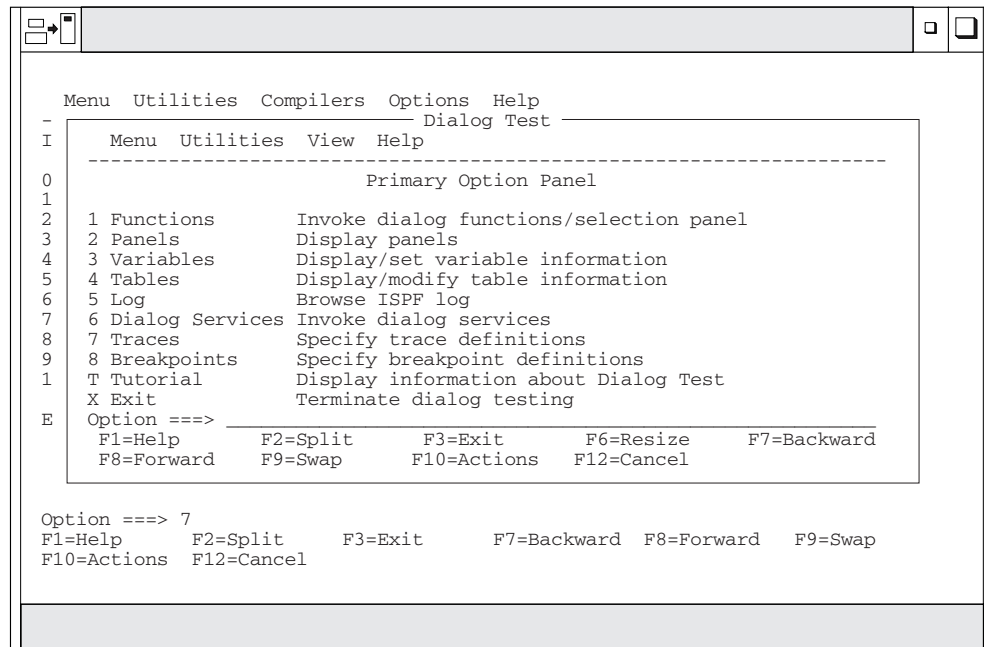 Menu Utilities Compilers Options Help
- Dialog Test
I Menu Utilities View Help
----------------------------------------------------------------------
0 Primary Option Panel
1
2 1 Functions Invoke dialog functions/selection panel
3 2 Panels Display panels
4 3 Variables Display/set variable information
5 4 Tables Display/modify table information
6 5 Log Browse ISPF log
7 6 Dialog Services Invoke dialog services
8 7 Traces Specify trace definitions
9 8 Breakpoints Specify breakpoint definitions
1 T Tutorial Display information about Dialog Test
X Exit Terminate dialog testing
E Option ===> 
F1=Help F2=Split F3=Exit F6=Resize F7=Backward
F8=Forward F9=Swap F10=Actions F12=Cancel
Option ===> 7
F1=Help F2=Split F3=Exit F7=Backward F8=Forward F9=Swap
F10=Actions F12=Cancel